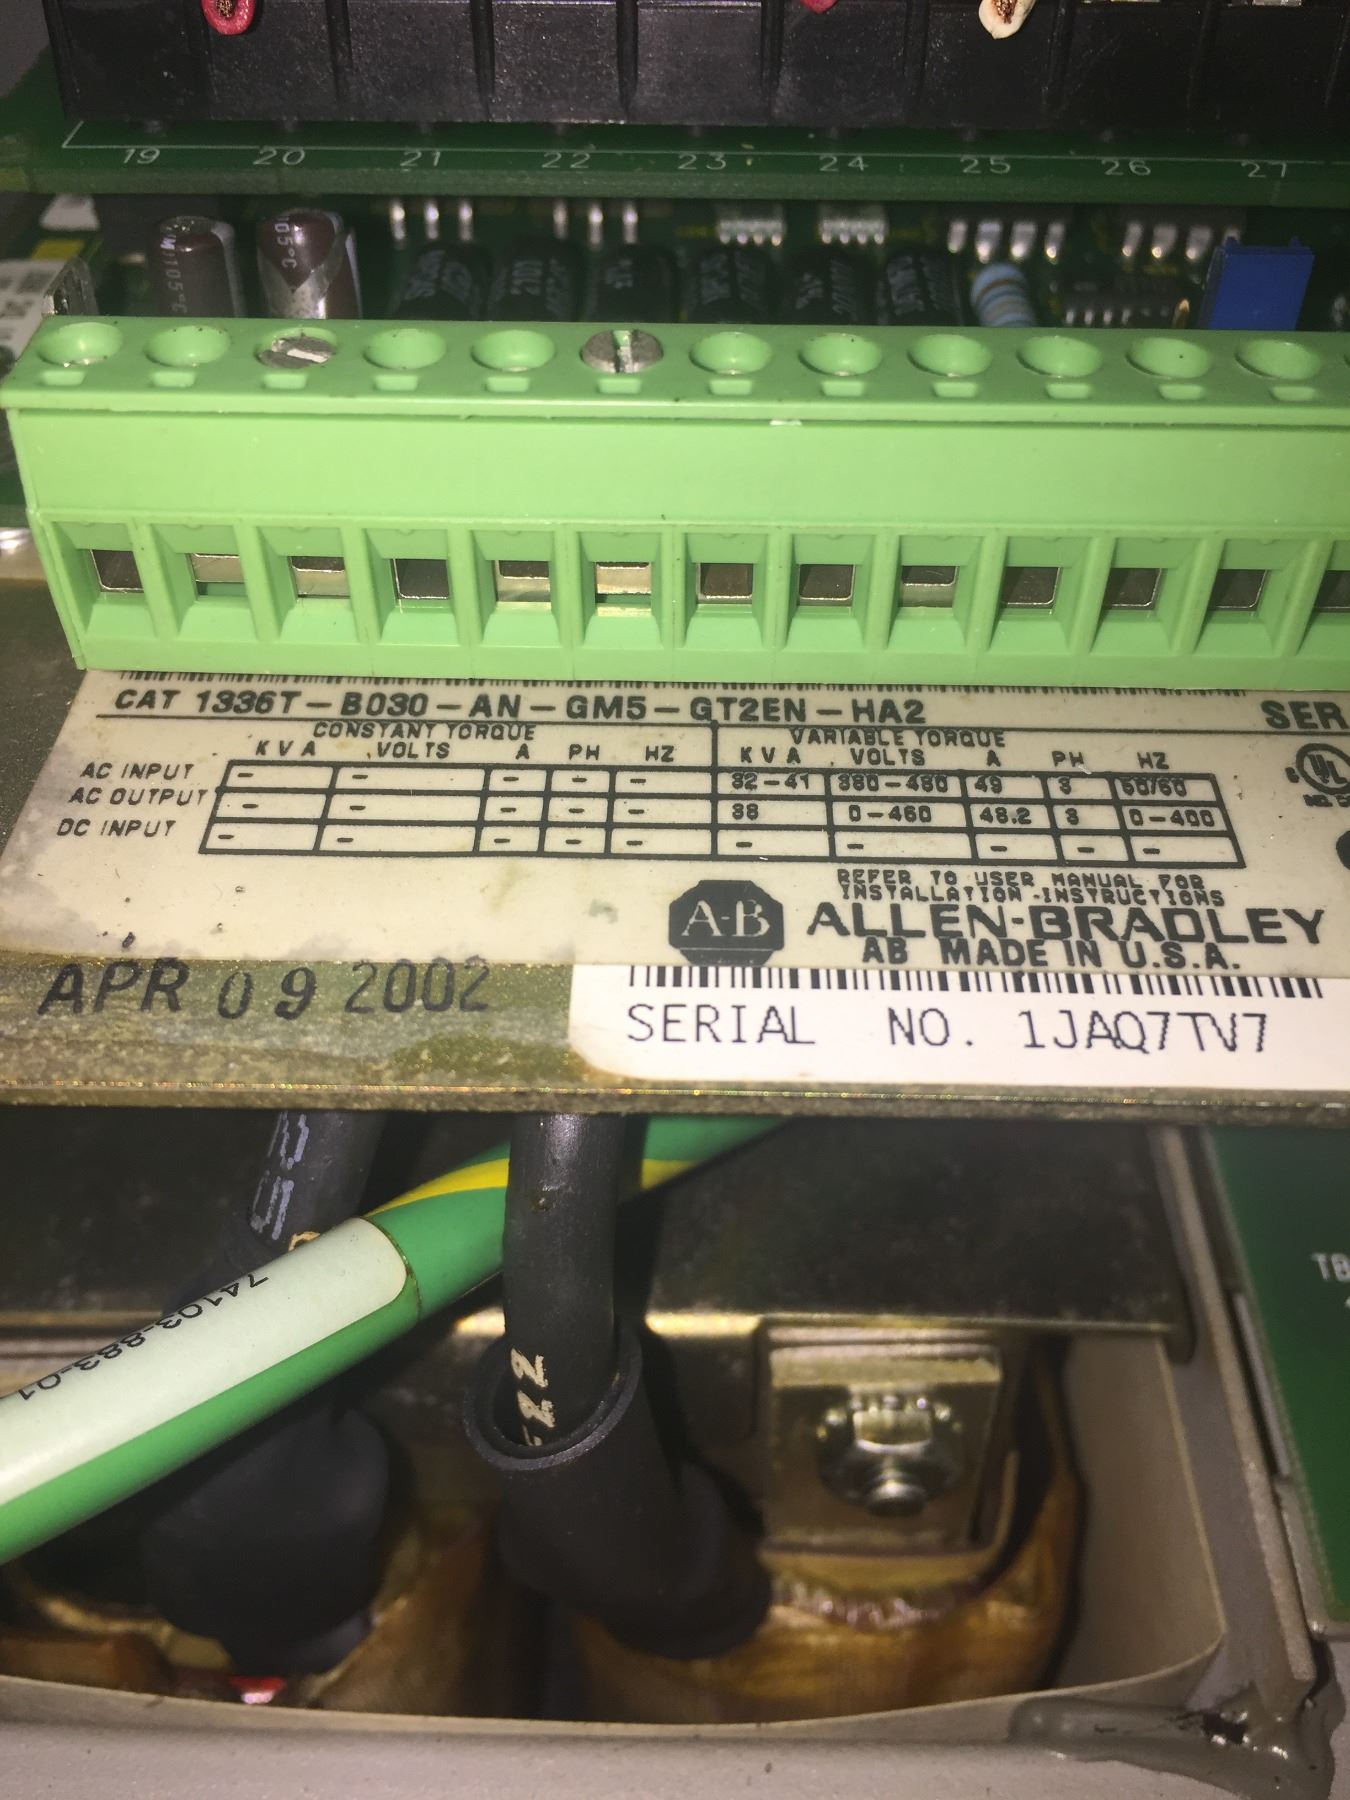 19 20 21 22 23 24 25 26 27
105°C
CAT 1336T-B030-AN-GM5-GT2EN-HA2
SER
CONSTANT TORQUE VARIABLE TORQUE
KVA VOLTS A PH HZ KVA VOLTS A PH HZ
AC INPUT - - - - - 32-41 380-480 49 3 50/60
AC OUTPUT - - - - - 38 0-460 48.2 3 0-400
DC INPUT - - - - - - - - - -
UL
REFER TO USER MANUAL FOR
INSTALLATION INSTRUCTIONS
A-B ALLEN-BRADLEY
AB MADE IN U.S.A.
APR 09 2002
SERIAL NO. 1JAQ7TV7
74103-883-01
TB